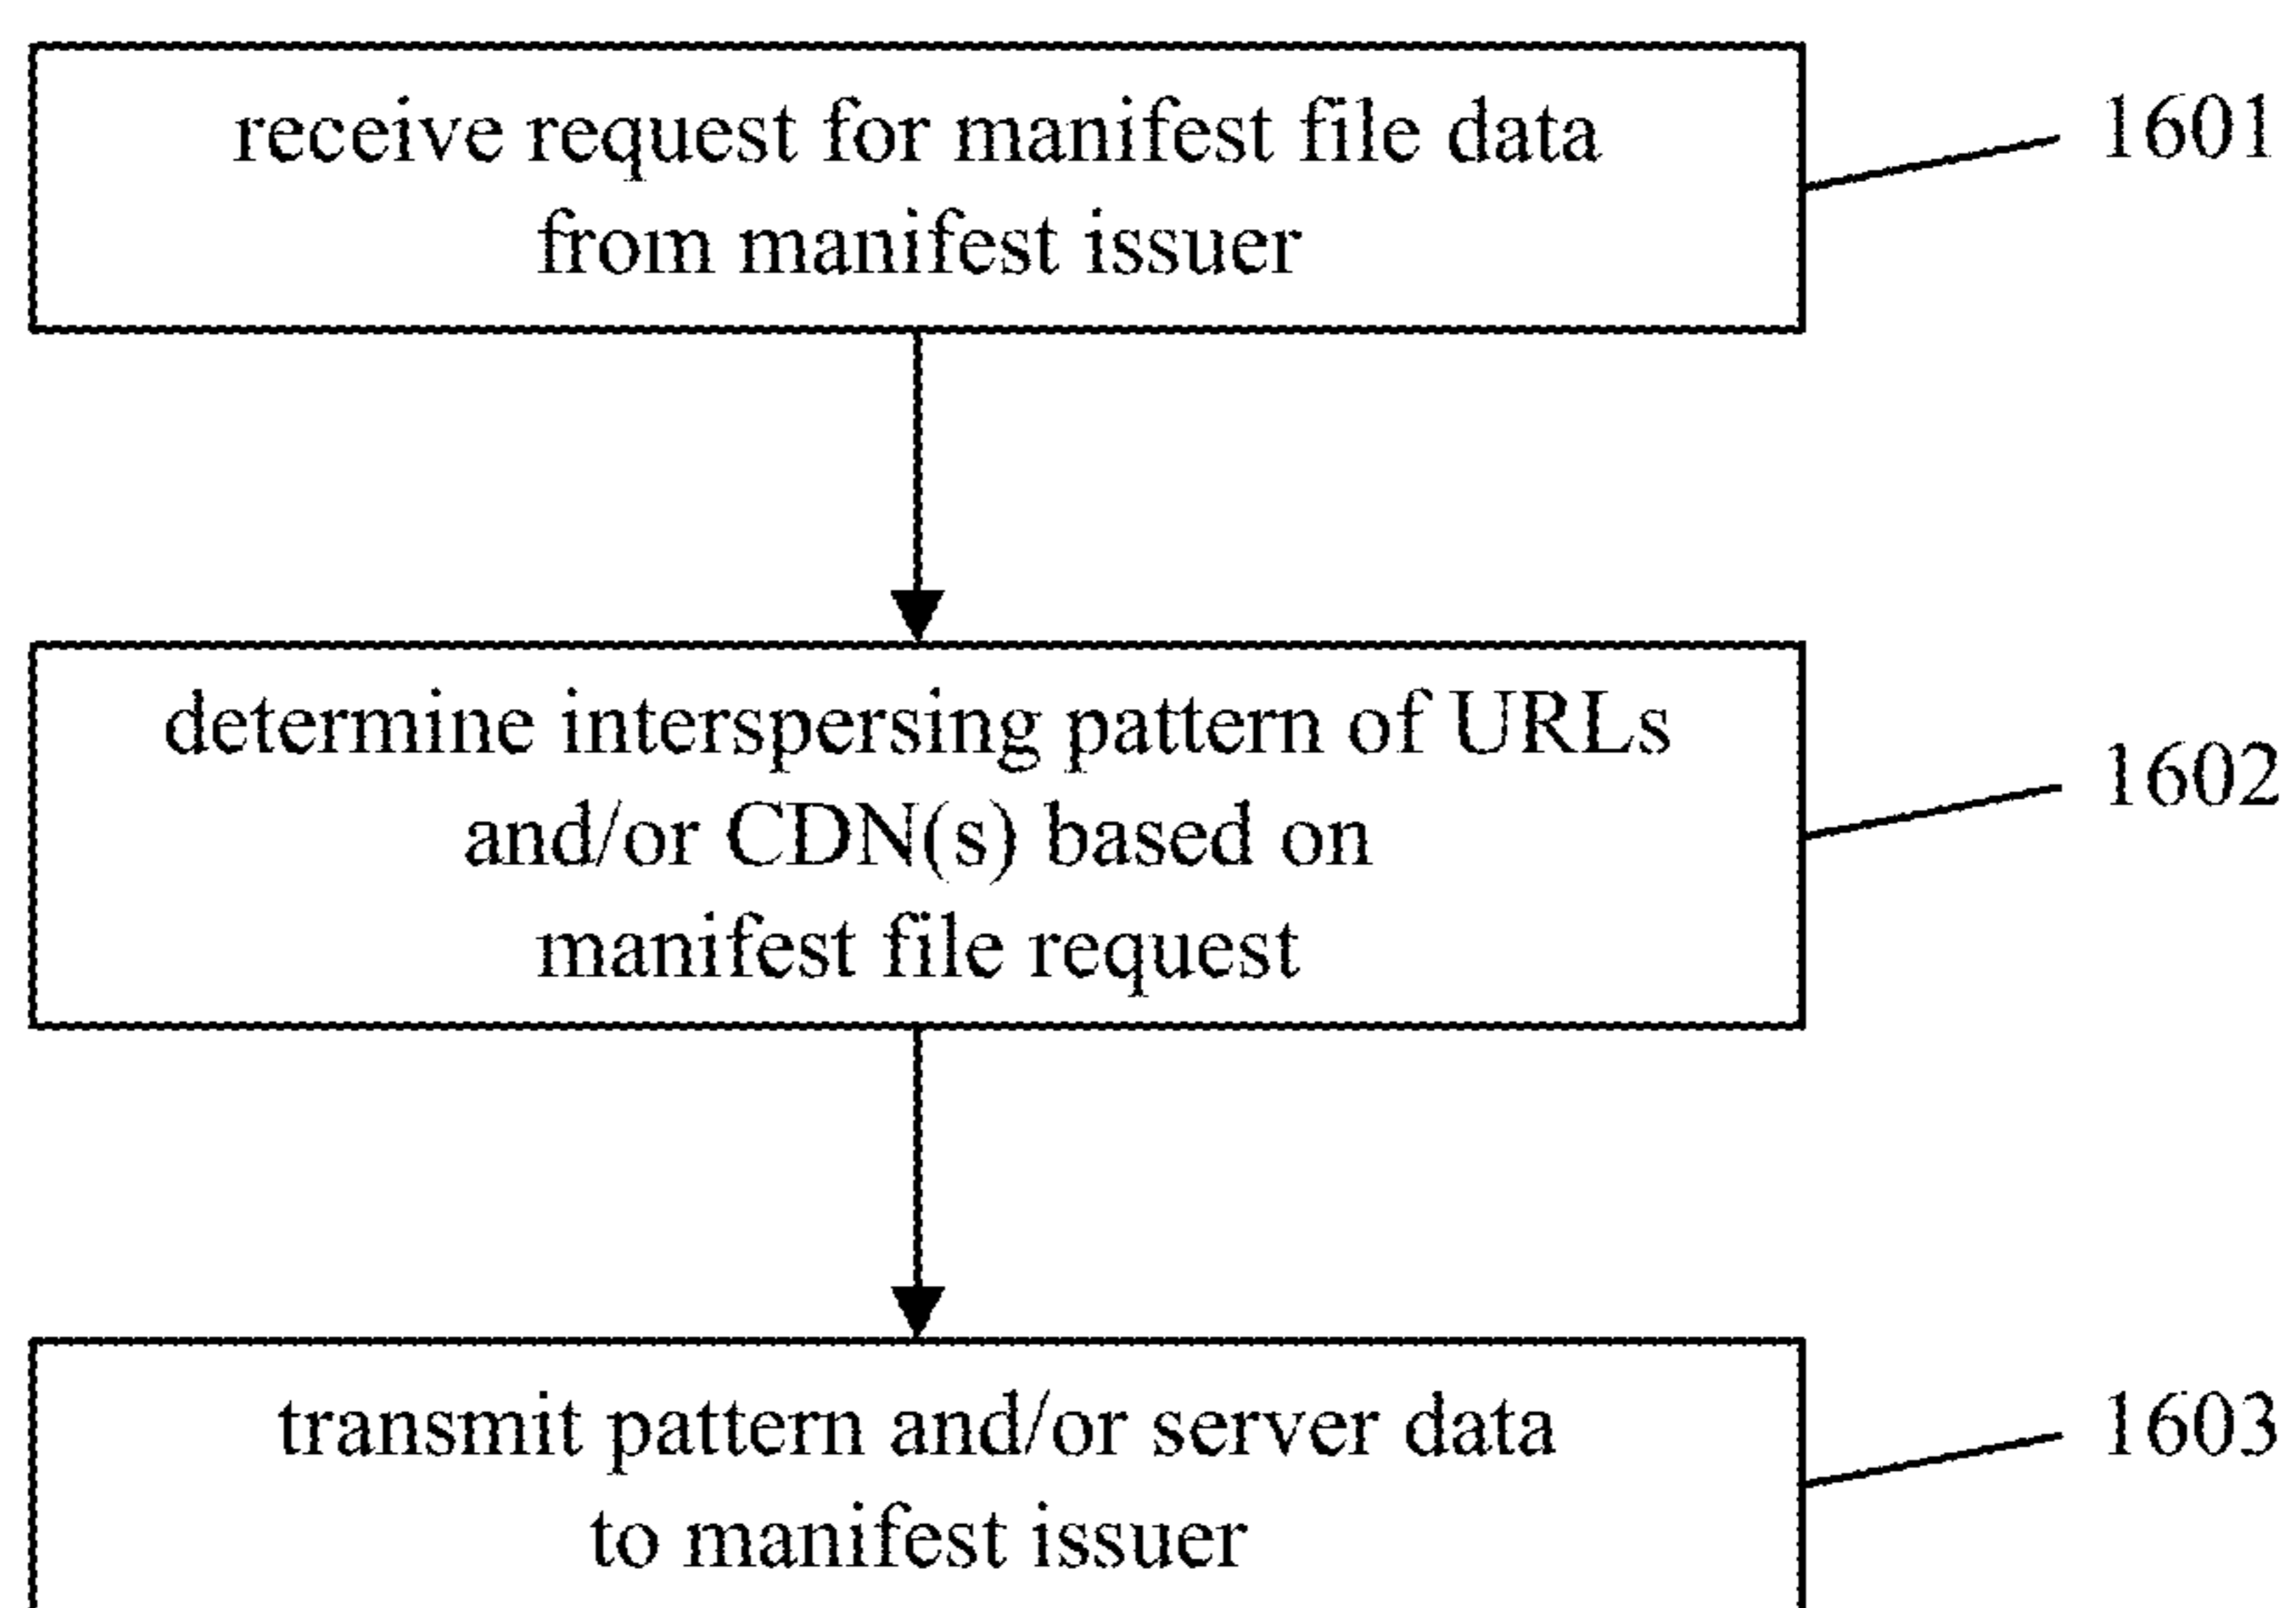 receive request for manifest file data
from manifest issuer
1601
determine interspersing pattern of URLs
and/or CDN(s) based on
manifest file request
1602
transmit pattern and/or server data
to manifest issuer
1603